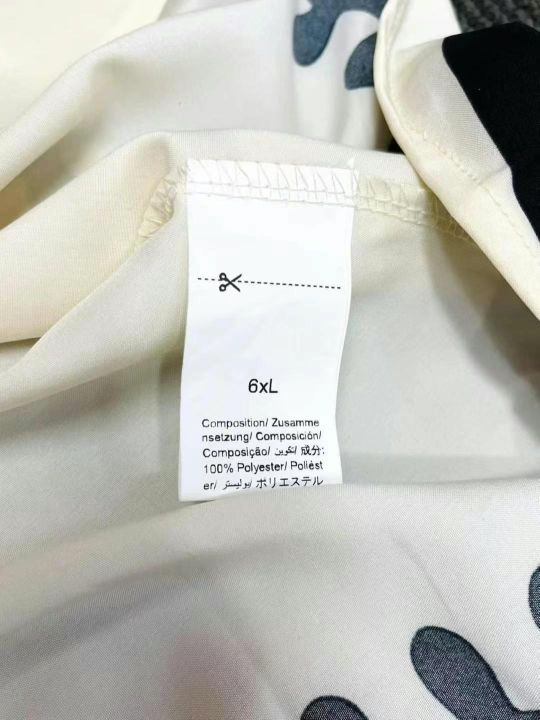 6xL
Composition/ Zusamme
nsetzung/ Composición/
Composição/ تكوين/ 成分:
100% Polyester/ Poliést
er/ بوليستر/ ポリエステル